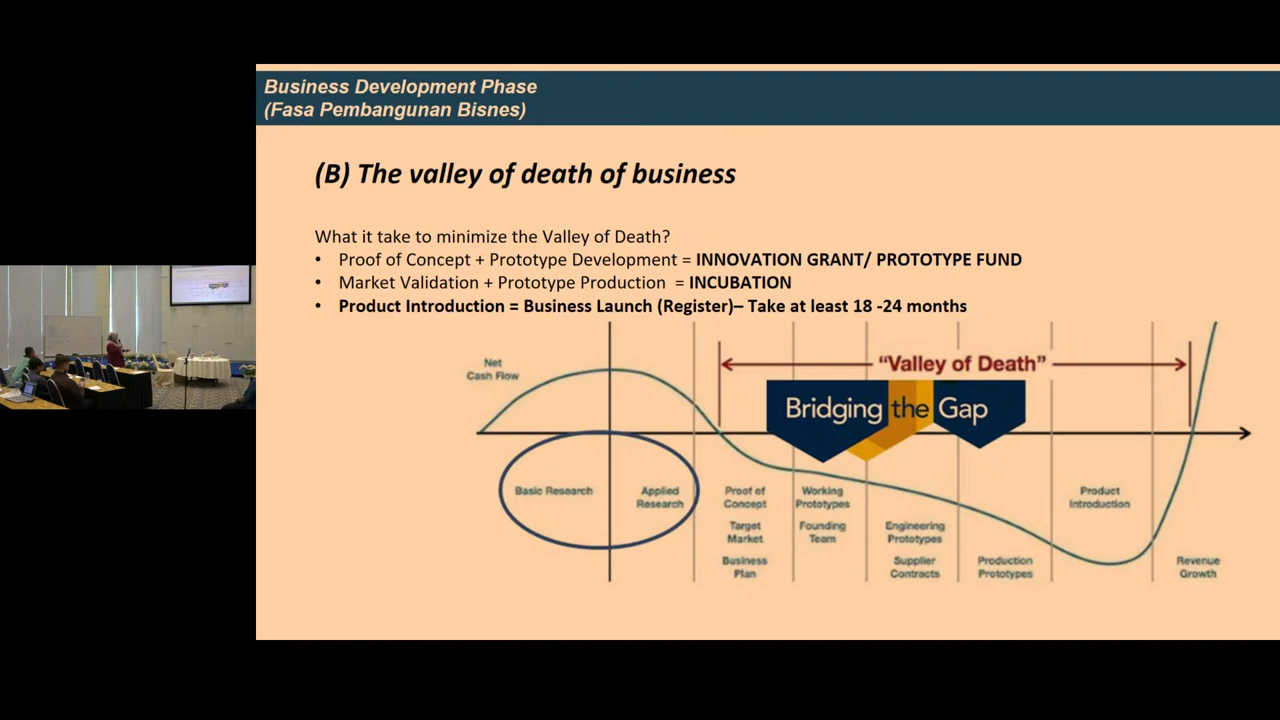 Business Development Phase
(Fasa Pembangunan Bisnes)
(B) The valley of death of business
What it take to minimize the Valley of Death?
• Proof of Concept + Prototype Development = INNOVATION GRANT/ PROTOTYPE FUND
• Market Validation + Prototype Production = INCUBATION
• Product Introduction = Business Launch (Register)– Take at least 18 -24 months
Net
Cash Flow
"Valley of Death"
Bridging the Gap
Basic Research
Applied
Research
Proof of
Concept
Target
Market
Business
Plan
Working
Prototypes
Founding
Team
Engineering
Prototypes
Supplier
Contracts
Production
Prototypes
Product
Introduction
Revenue
Growth